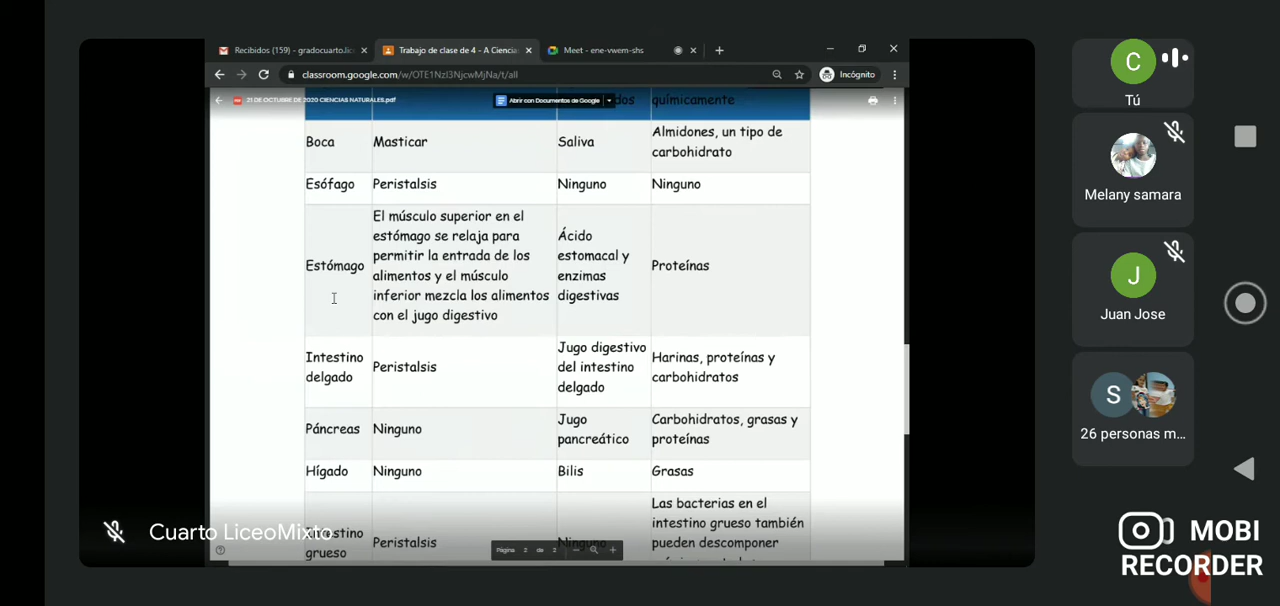 Recibidos (159) - gradocuarto.lic
Trabajo de clase de 4 - A Ciencia
Meet - ene-vwem-shs
classroom.google.com/w/OTE1NzI3NjcwMjNa/t/all
Incógnito
21 DE OCTUBRE DE 2020 CIENCIAS NATURALES.pdf
Abrir con Documentos de Google
químicamente
Boca
Masticar
Saliva
Almidones, un tipo de
carbohidrato
Esófago
Peristalsis
Ninguno
Ninguno
Estómago
El músculo superior en el
estómago se relaja para
permitir la entrada de los
alimentos y el músculo
inferior mezcla los alimentos
con el jugo digestivo
Ácido
estomacal y
enzimas
digestivas
Proteínas
Intestino
delgado
Peristalsis
Jugo digestivo
del intestino
delgado
Harinas, proteínas y
carbohidratos
Páncreas
Ninguno
Jugo
pancreático
Carbohidratos, grasas y
proteínas
Hígado
Ninguno
Bilis
Grasas
Intestino
grueso
Peristalsis
Ninguno
Las bacterias en el
intestino grueso también
pueden descomponer
Página 2 de 2
Cuarto LiceoMixto
C
Tú
Melany samara
J
Juan Jose
S
26 personas m...
MOBI
RECORDER